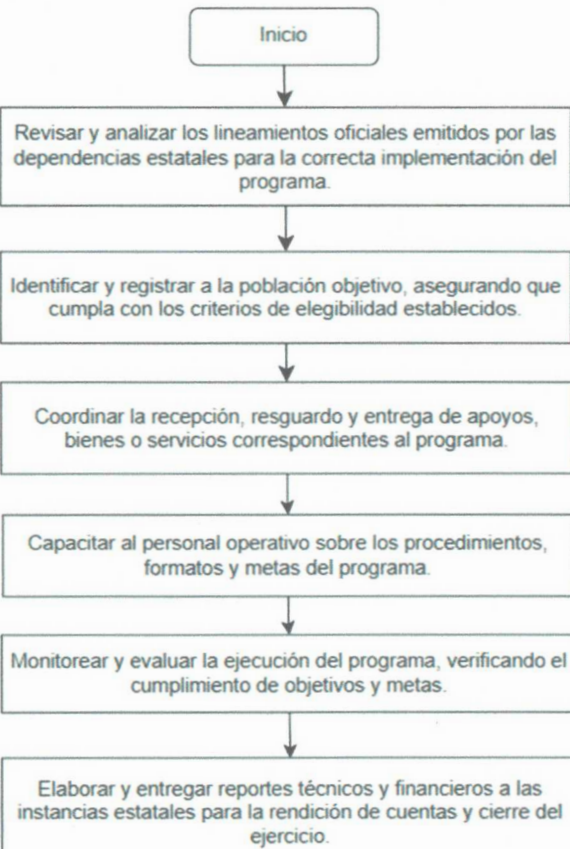 Inicio
Revisar y analizar los lineamientos oficiales emitidos por las
dependencias estatales para la correcta implementación del
programa.
Identificar y registrar a la población objetivo, asegurando que
cumpla con los criterios de elegibilidad establecidos.
Coordinar la recepción, resguardo y entrega de apoyos,
bienes o servicios correspondientes al programa.
Capacitar al personal operativo sobre los procedimientos,
formatos y metas del programa.
Monitorear y evaluar la ejecución del programa, verificando el
cumplimiento de objetivos y metas.
Elaborar y entregar reportes técnicos y financieros a las
instancias estatales para la rendición de cuentas y cierre del
ejercicio.